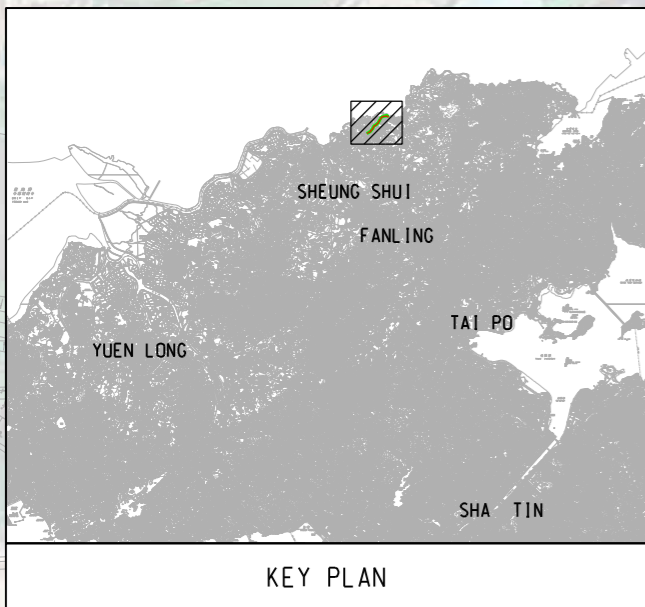 SHEUNG SHUI
FANLING
TAI PO
YUEN LONG
SHA TIN
KEY PLAN